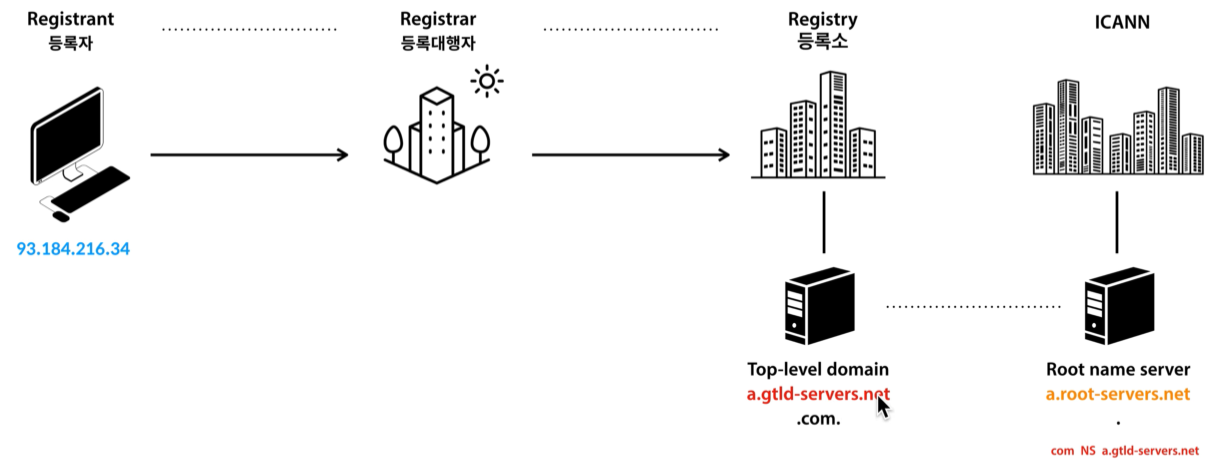 Registrant
등록자
Registrar
등록대행자
Registry
등록소
ICANN
93.184.216.34
Top-level domain
a.gtld-servers.net
.com.
Root name server
a.root-servers.net
.
com NS a.gtld-servers.net